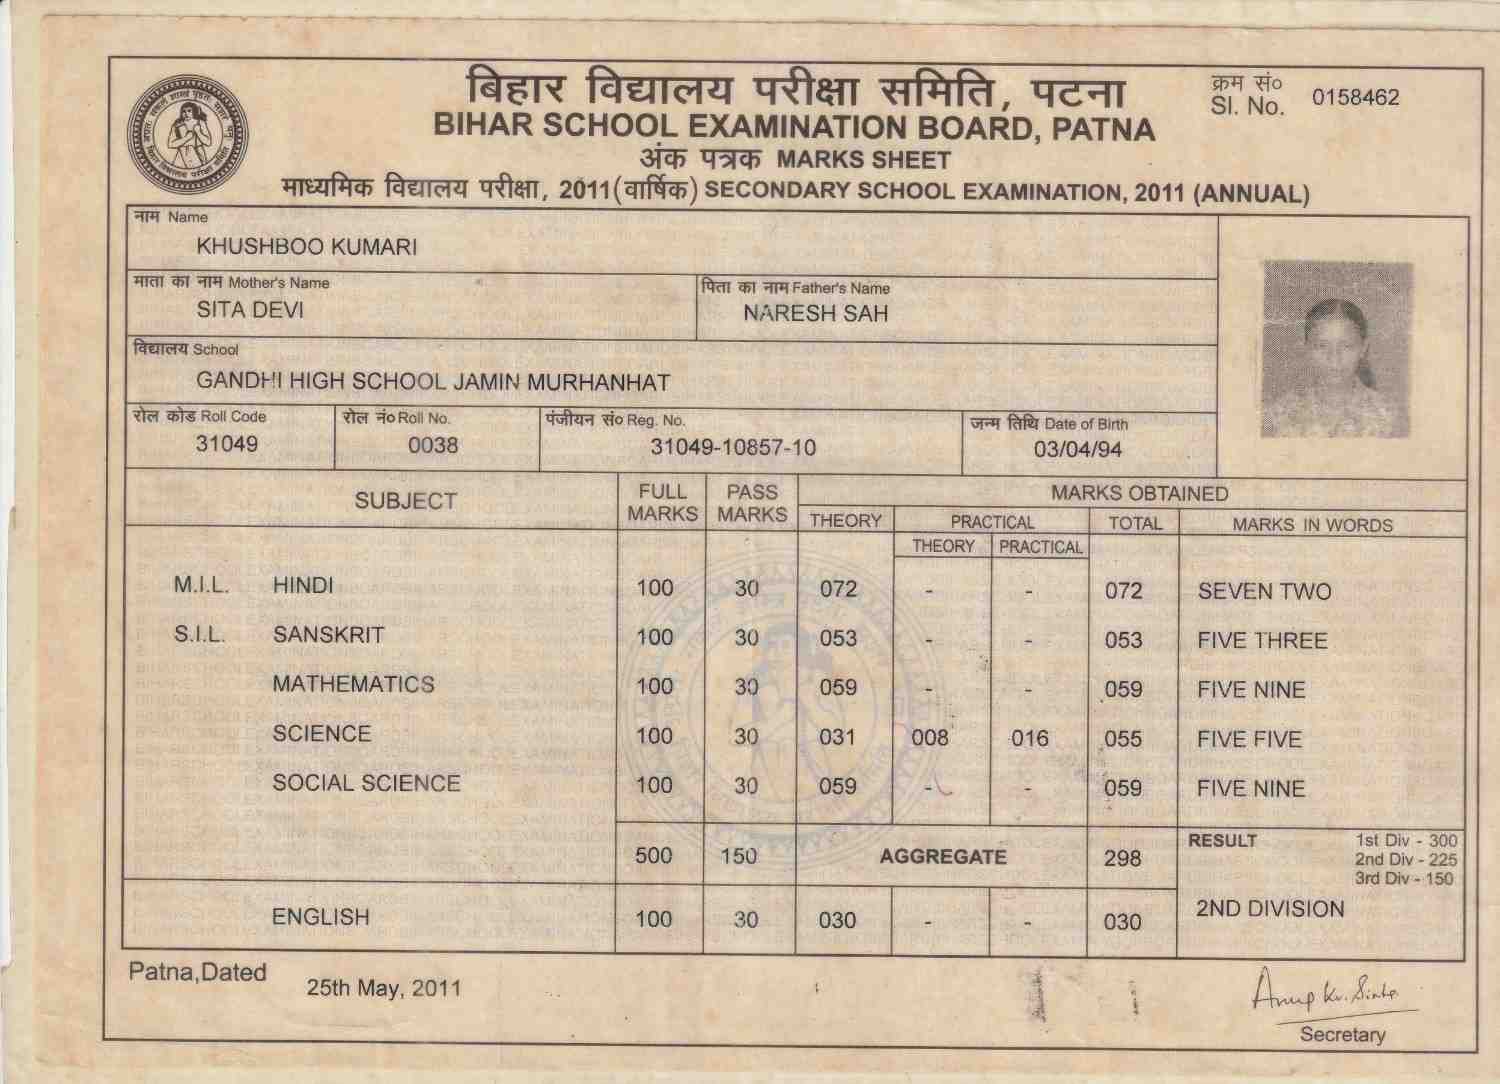 बिहार विद्यालय परीक्षा समिति, पटना
क्रम सं०
Sl. No. 0158462
BIHAR SCHOOL EXAMINATION BOARD, PATNA
अंक पत्रक MARKS SHEET
माध्यमिक विद्यालय परीक्षा, 2011(वार्षिक) SECONDARY SCHOOL EXAMINATION, 2011 (ANNUAL)
नाम Name
KHUSHBOO KUMARI
माता का नाम Mother's Name पिता का नाम Father's Name
SITA DEVI NARESH SAH
विद्यालय School
GANDHI HIGH SCHOOL JAMIN MURHANHAT
रोल कोड Roll Code रोल नं० Roll No. पंजीयन सं० Reg. No. जन्म तिथि Date of Birth
31049 0038 31049-10857-10 03/04/94
SUBJECT FULL MARKS PASS MARKS MARKS OBTAINED
THEORY PRACTICAL TOTAL MARKS IN WORDS
THEORY PRACTICAL
M.I.L. HINDI 100 30 072 - - 072 SEVEN TWO
S.I.L. SANSKRIT 100 30 053 - - 053 FIVE THREE
MATHEMATICS 100 30 059 - - 059 FIVE NINE
SCIENCE 100 30 031 008 016 055 FIVE FIVE
SOCIAL SCIENCE 100 30 059 - - 059 FIVE NINE
500 150 AGGREGATE 298 RESULT 1st Div - 300
2nd Div - 225
3rd Div - 150
ENGLISH 100 30 030 - - 030 2ND DIVISION
Patna,Dated 25th May, 2011
Anup Kr. Sinha
Secretary